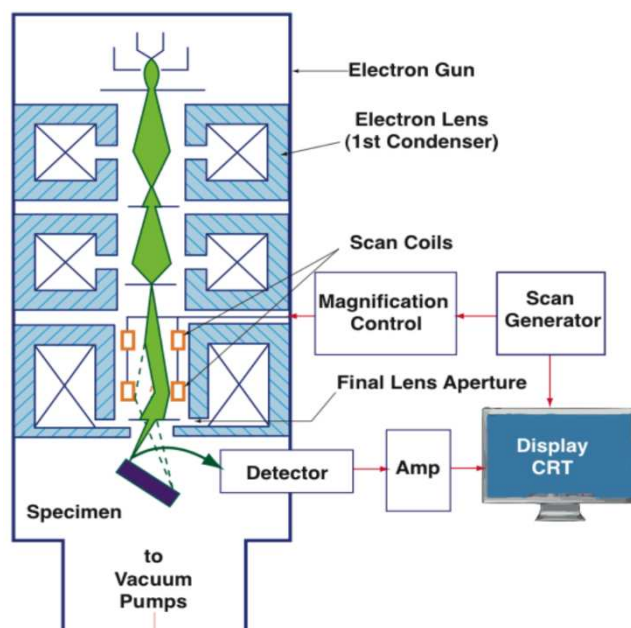 Electron Gun
Electron Lens
(1st Condenser)
Scan Coils
Magnification
Control
Scan
Generator
Final Lens Aperture
Detector
Amp
Display
CRT
Specimen
to
Vacuum
Pumps